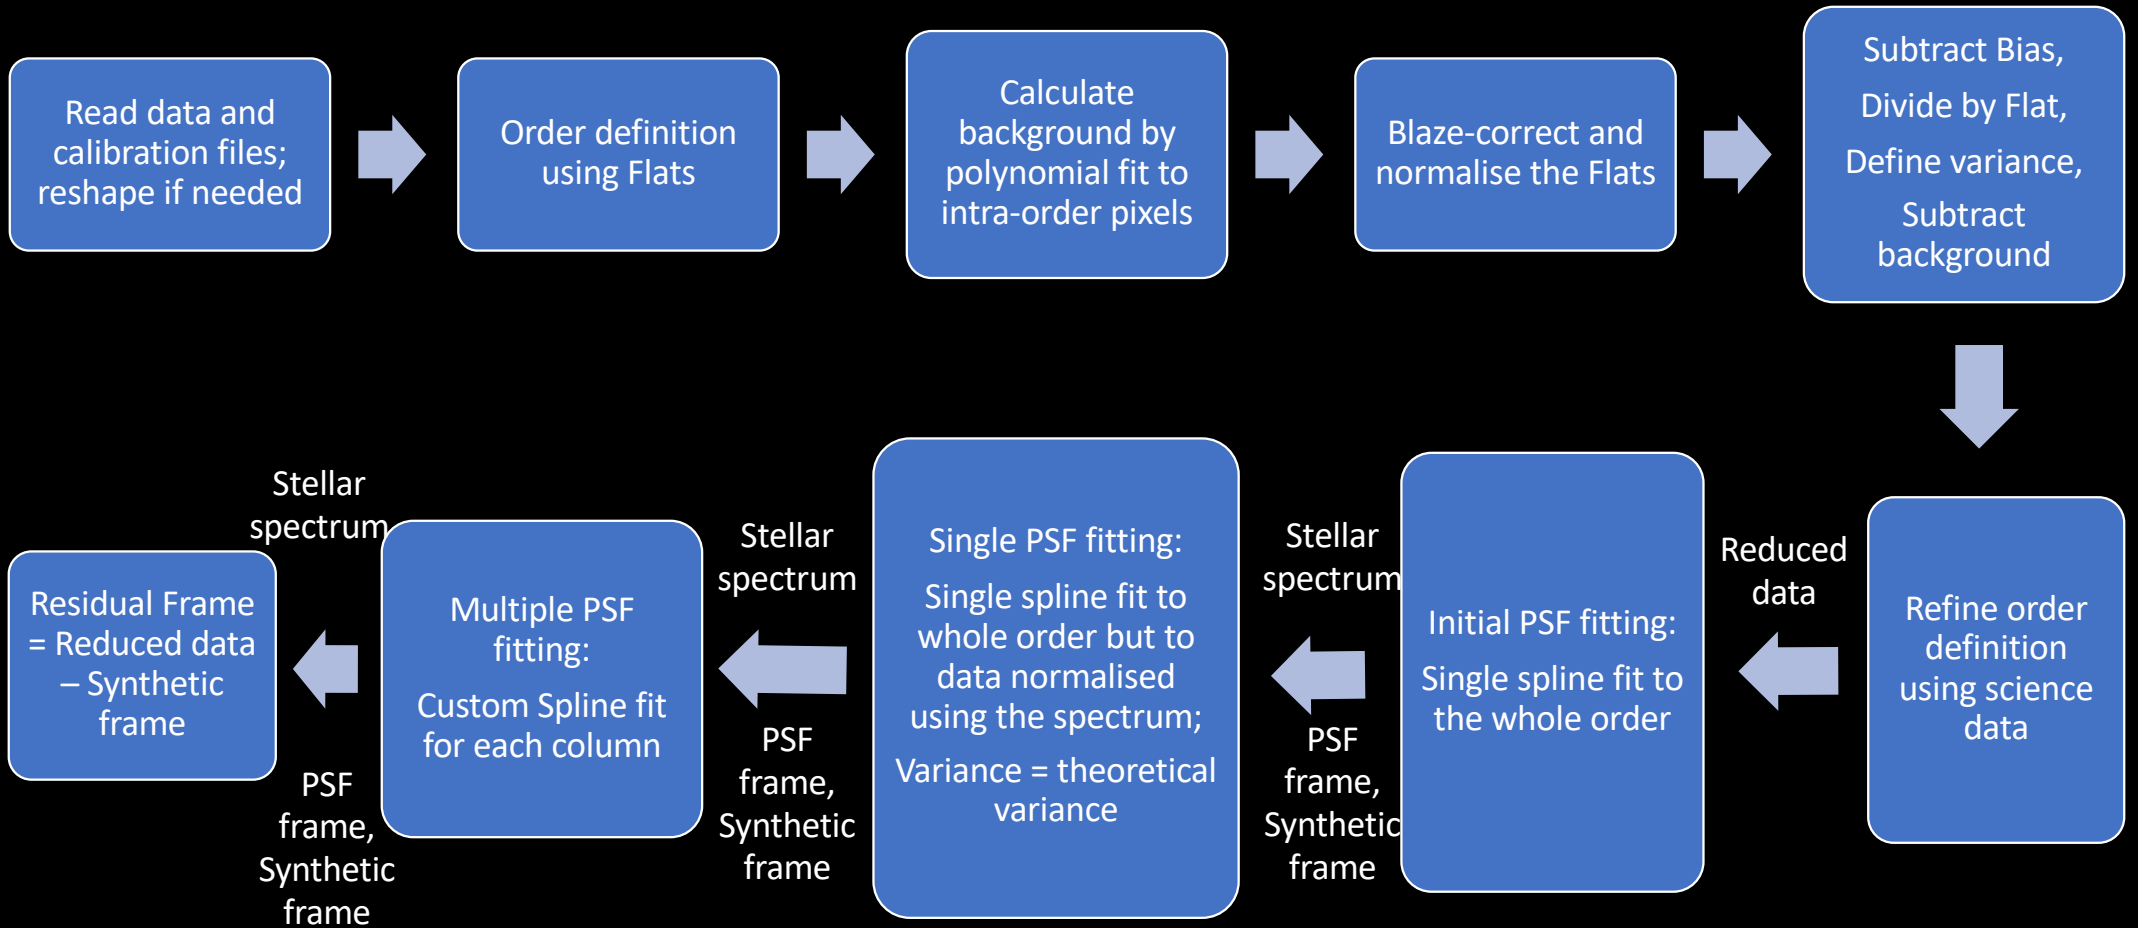 Read data and
calibration files;
reshape if needed
Order definition
using Flats
Calculate
background by
polynomial fit to
intra-order pixels
Blaze-correct and
normalise the Flats
Subtract Bias,
Divide by Flat,
Define variance,
Subtract
background
Refine order
definition
using science
data
Reduced
data
Initial PSF fitting:
Single spline fit to
the whole order
Stellar
spectrum
PSF
frame,
Synthetic
frame
Single PSF fitting:
Single spline fit to
whole order but to
data normalised
using the spectrum;
Variance = theoretical
variance
Stellar
spectrum
PSF
frame,
Synthetic
frame
Multiple PSF
fitting:
Custom Spline fit
for each column
Stellar
spectrum
PSF
frame,
Synthetic
frame
Residual Frame
= Reduced data
– Synthetic
frame